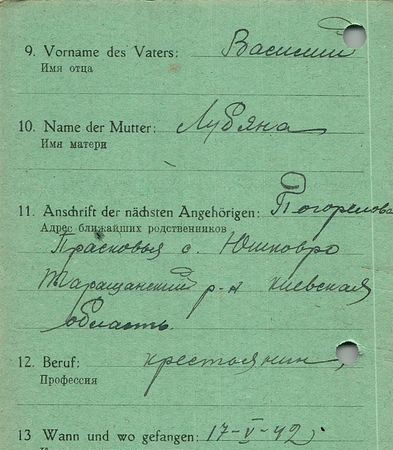 9. Vorname des Vaters: Василий
Имя отца
10. Name der Mutter: Лубяна
Имя матери
11. Anschrift der nächsten Angehörigen: Погорелова
Адрес ближайших родственников
Прасковья с. Юшков
Таращанский р-н Киевская
область.
12. Beruf: крестьянин,
Профессия
13 Wann und wo gefangen: 17-V-42,